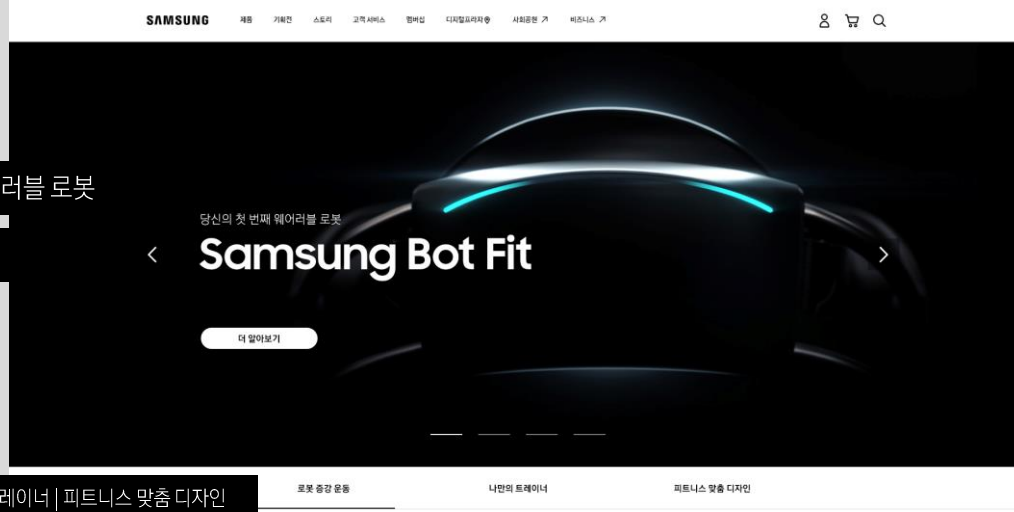 SAMSUNG 제품 기획전 스토리 고객 서비스 멤버십 디지털프라자 사회공헌 비즈니스
러블 로봇
당신의 첫 번째 웨어러블 로봇
Samsung Bot Fit
더 알아보기
레이너 | 피트니스 맞춤 디자인
로봇 증강 운동 나만의 트레이너 피트니스 맞춤 디자인